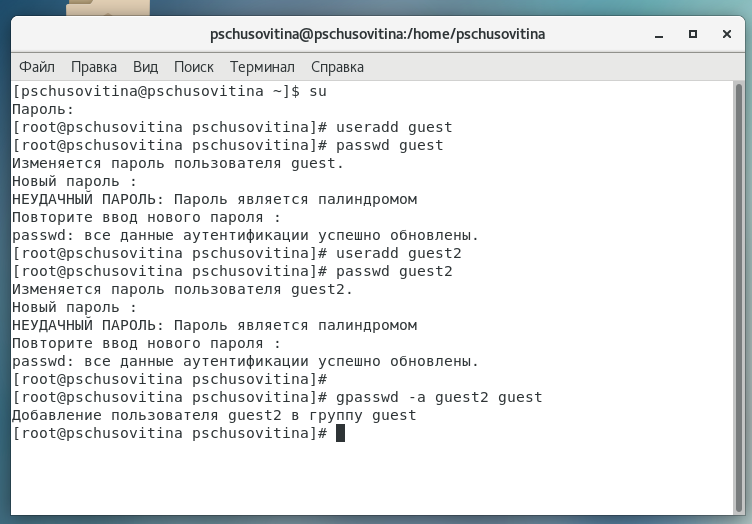 pschusovitina@pschusovitina:/home/pschusovitina
Файл Правка Вид Поиск Терминал Справка
[pschusovitina@pschusovitina ~]$ su
Пароль:
[root@pschusovitina pschusovitina]# useradd guest
[root@pschusovitina pschusovitina]# passwd guest
Изменяется пароль пользователя guest.
Новый пароль :
НЕУДАЧНЫЙ ПАРОЛЬ: Пароль является палиндромом
Повторите ввод нового пароля :
passwd: все данные аутентификации успешно обновлены.
[root@pschusovitina pschusovitina]# useradd guest2
[root@pschusovitina pschusovitina]# passwd guest2
Изменяется пароль пользователя guest2.
Новый пароль :
НЕУДАЧНЫЙ ПАРОЛЬ: Пароль является палиндромом
Повторите ввод нового пароля :
passwd: все данные аутентификации успешно обновлены.
[root@pschusovitina pschusovitina]#
[root@pschusovitina pschusovitina]# gpasswd -a guest2 guest
Добавление пользователя guest2 в группу guest
[root@pschusovitina pschusovitina]#